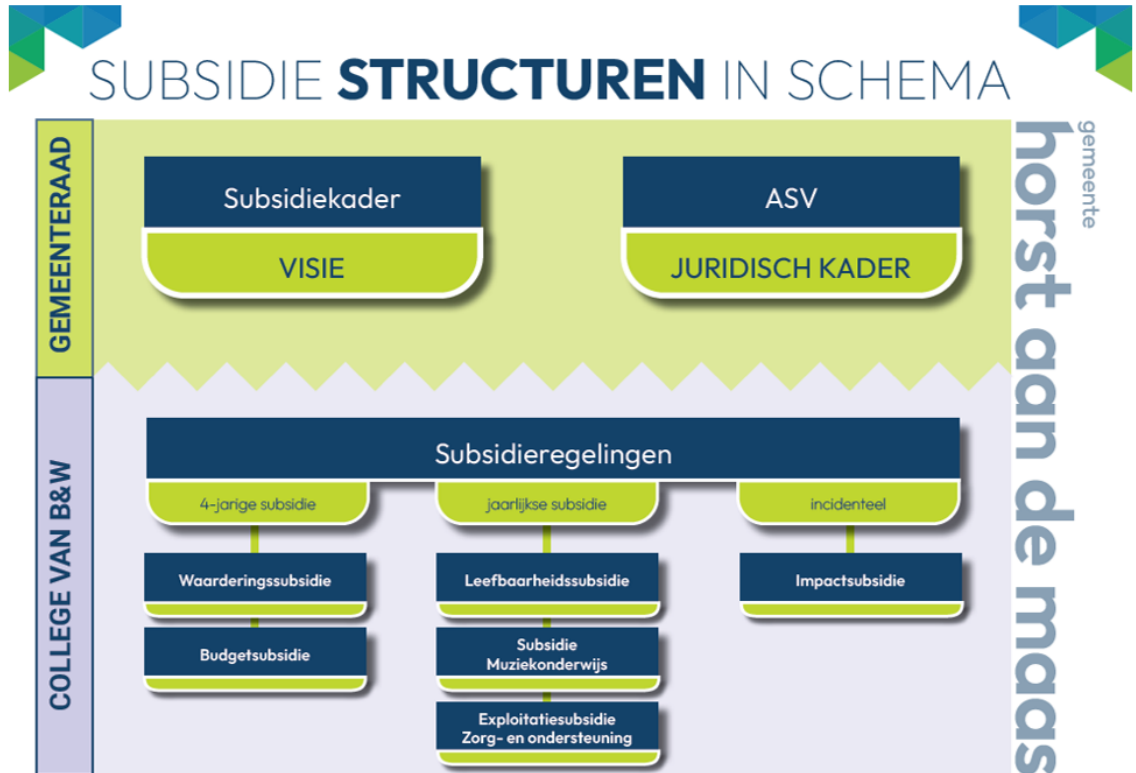 SUBSIDIE STRUCTUREN IN SCHEMA
GEMEENTERAAD
Subsidiekader
VISIE
ASV
JURIDISCH KADER
gemeente
horst aan de maas
COLLEGE VAN B&W
Subsidieregelingen
4-jarige subsidie
jaarlijkse subsidie
incidenteel
Waarderingssubsidie
Leefbaarheidssubsidie
Impactsubsidie
Budgetsubsidie
Subsidie
Muziekonderwijs
Exploitatiesubsidie
Zorg- en ondersteuning